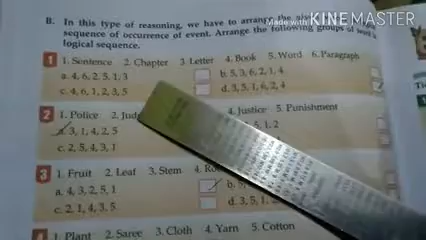 Made with KINEMASTER
B. In this type of reasoning, we have to arrange the
sequence of occurrence of event. Arrange the following groups of
logical sequence.
1 1. Sentence 2. Chapter 3 Letter 4. Book 5. Word 6. Paragraph
a. 4, 6, 2, 5, 1, 3 b. 5, 3, 6, 2, 1, 4
c. 4, 6, 1, 2, 3, 5 d. 3, 5, 1, 6, 2, 4
2 1. Police 2. 4. Justice 5. Punishment
3, 1, 4, 2, 5 5, 1, 2
c. 2, 5, 4, 3, 1
3 1. Fruit 2. Leaf 3. Stem 4.
a. 4, 3, 2, 5, 1 b.
c. 2, 1, 4, 3, 5 d. 3, 5, 1,
4 1. Plant 2. Saree 3. Cloth 4. Yarn 5. Cotton